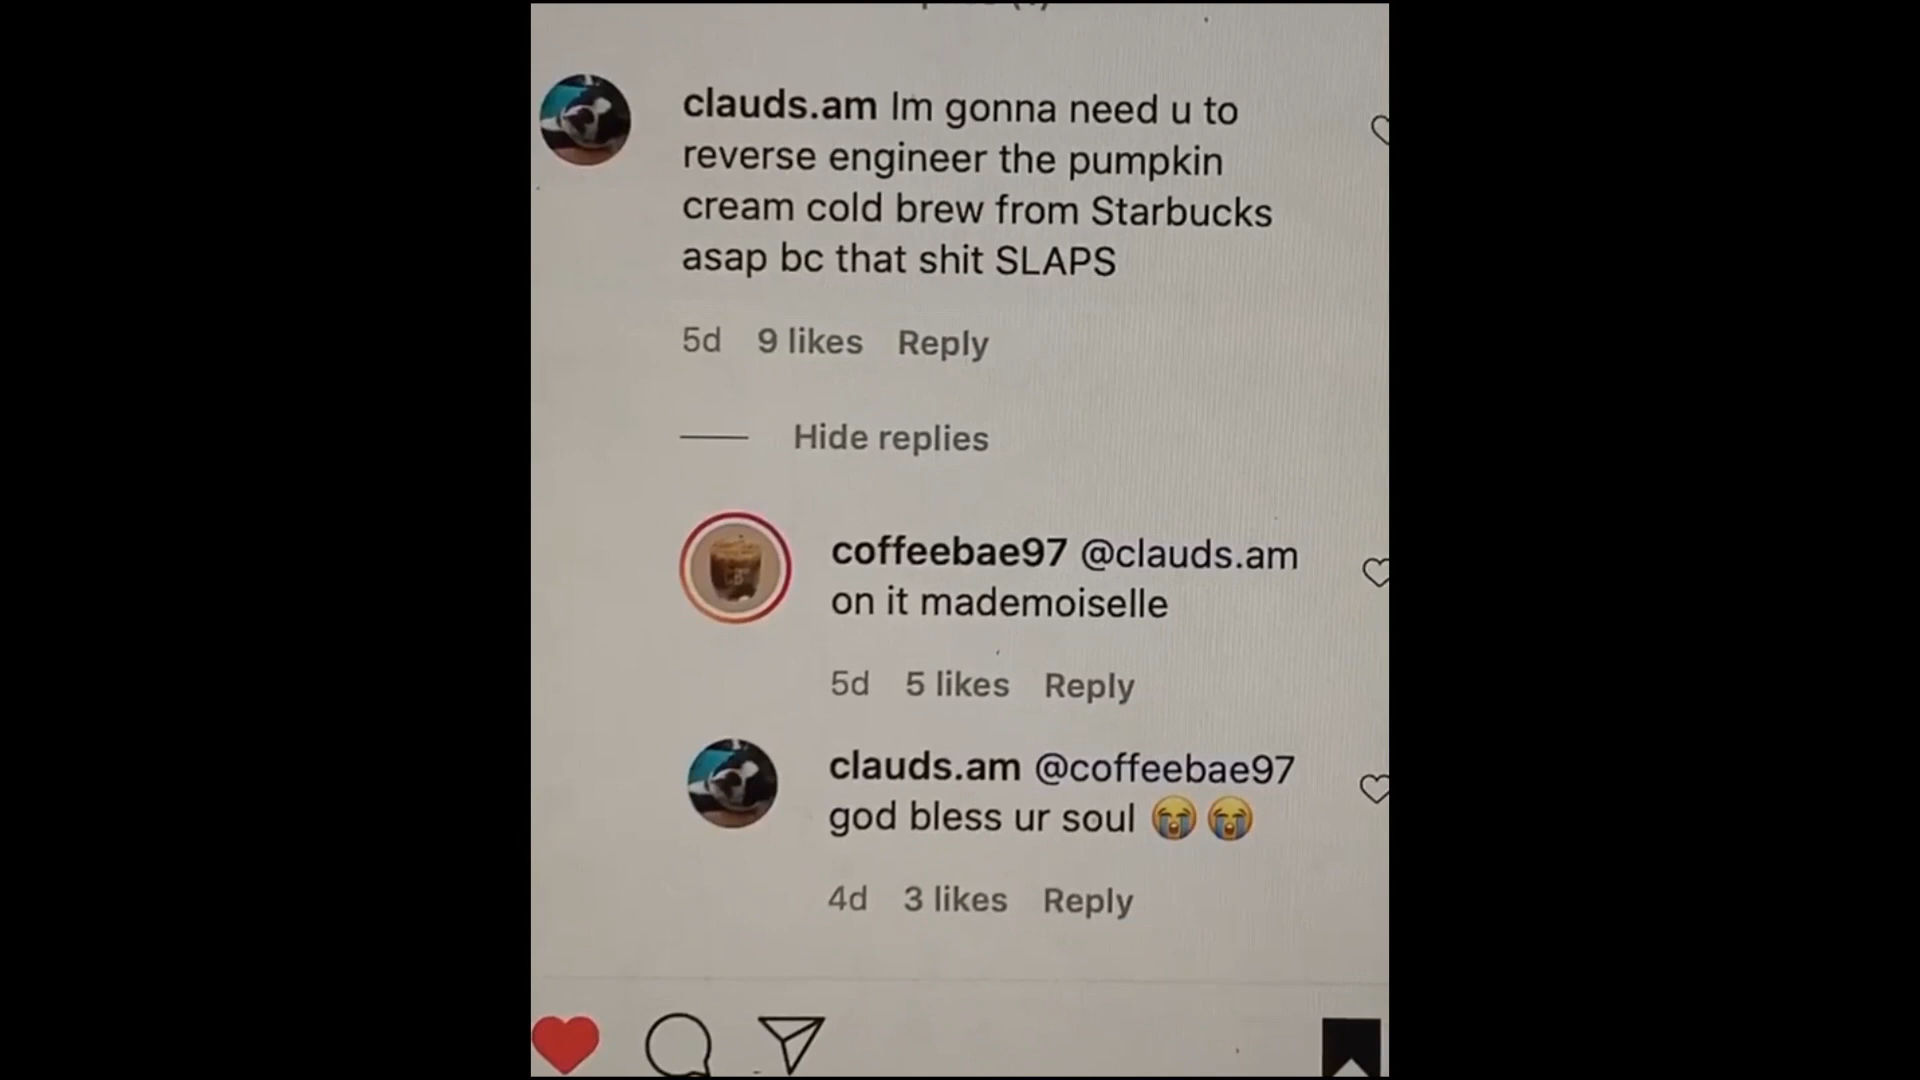 clauds.am Im gonna need u to
reverse engineer the pumpkin
cream cold brew from Starbucks
asap bc that shit SLAPS
5d 9 likes Reply
Hide replies
coffeebae97 @clauds.am
on it mademoiselle
5d 5 likes Reply
clauds.am @coffeebae97
god bless ur soul 😭😭
4d 3 likes Reply